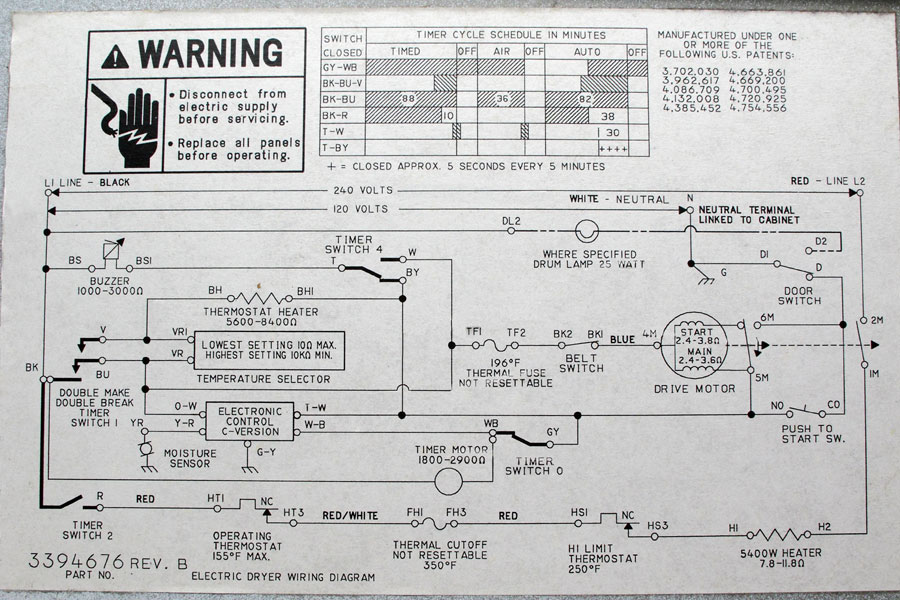 WARNING
• Disconnect from
electric supply
before servicing.
• Replace all panels
before operating.
SWITCH
CLOSED
TIMER CYCLE SCHEDULE IN MINUTES
TIMED OFF AIR OFF AUTO OFF
GY-WB
BK-BU-V
BK-BU 88 36 82
BK-R 10 38
T-W 30
T-BY ++++
+ = CLOSED APPROX. 5 SECONDS EVERY 5 MINUTES
MANUFACTURED UNDER ONE
OR MORE OF THE
FOLLOWING U.S. PATENTS:
3,702,030 4,663,861
3,962,617 4,669,200
4,086,709 4,700,495
4,132,008 4,720,925
4,385,452 4,754,556
L1 LINE - BLACK
RED - LINE L2
240 VOLTS
120 VOLTS
WHITE - NEUTRAL
N
NEUTRAL TERMINAL
LINKED TO CABINET
DL2
D2
WHERE SPECIFIED
DRUM LAMP 25 WATT
TIMER
SWITCH 4
T
W
BY
BS
BS1
BUZZER
1000-3000Ω
G
D1
D
DOOR
SWITCH
BH
BH1
THERMOSTAT HEATER
5600-8400Ω
V
VR1
LOWEST SETTING 10Ω MAX.
HIGHEST SETTING 10KΩ MIN.
VR
TEMPERATURE SELECTOR
BK
BU
DOUBLE MAKE
DOUBLE BREAK
TIMER
SWITCH 1
TF1
TF2
196°F
THERMAL FUSE
NOT RESETTABLE
BK2
BK1
BELT
SWITCH
BLUE
4M
START
2.4-3.8Ω
MAIN
2.4-3.6Ω
DRIVE MOTOR
6M
5M
2M
1M
O-W
Y-R
YR
ELECTRONIC
CONTROL
C-VERSION
T-W
W-B
G-Y
MOISTURE
SENSOR
WB
GY
TIMER
SWITCH 0
TIMER MOTOR
1800-2900Ω
NO
CO
PUSH TO
START SW.
R
RED
TIMER
SWITCH 2
HT1
NC
HT3
OPERATING
THERMOSTAT
155°F MAX.
RED/WHITE
FH1
FH3
THERMAL CUTOFF
NOT RESETTABLE
350°F
RED
HS1
NC
HS3
HI LIMIT
THERMOSTAT
250°F
H1
H2
5400W HEATER
7.8-11.8Ω
3394676 REV. B
PART NO.
ELECTRIC DRYER WIRING DIAGRAM